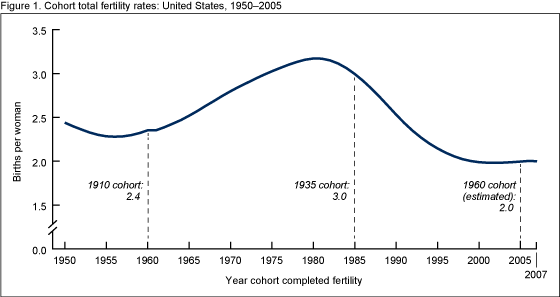 Figure 1. Cohort total fertility rates: United States, 1950–2005
3.5
3.0
2.5
2.0
1.5
0.0
Births per woman
1910 cohort:
2.4
1935 cohort:
3.0
1960 cohort
(estimated):
2.0
1950 1955 1960 1965 1970 1975 1980 1985 1990 1995 2000 2005
2007
Year cohort completed fertility